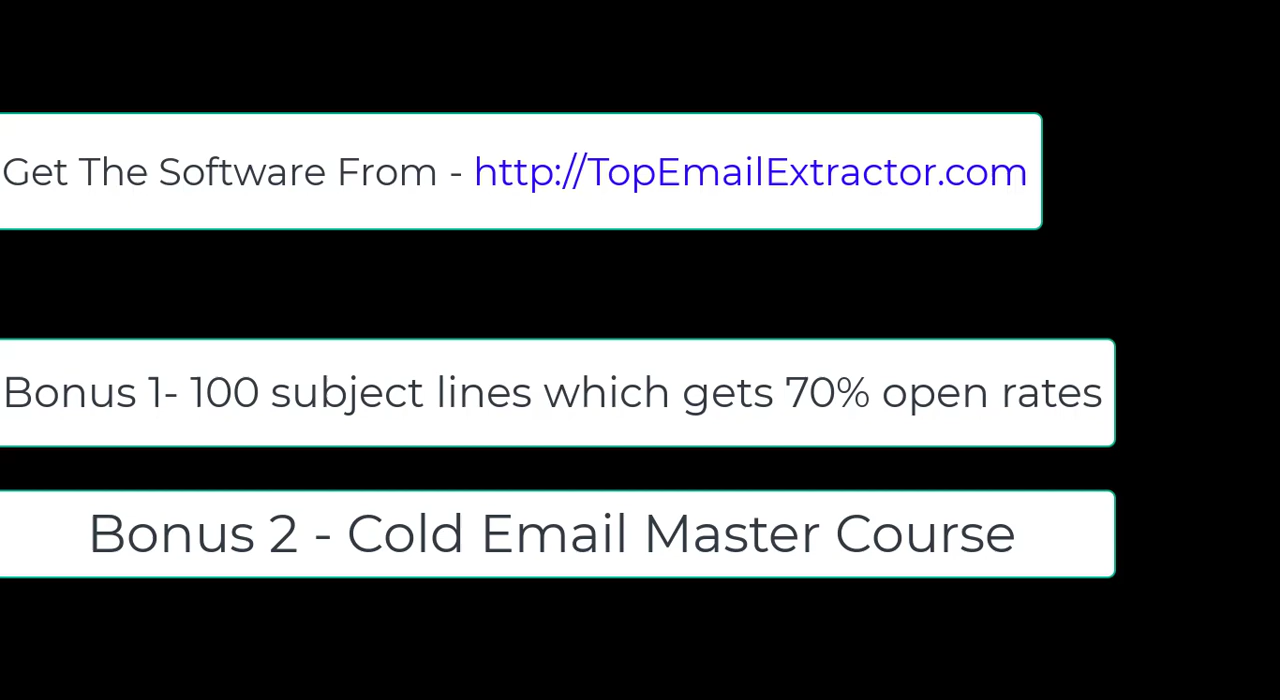 Get The Software From - http://TopEmailExtractor.com
Bonus 1- 100 subject lines which gets 70% open rates
Bonus 2 - Cold Email Master Course